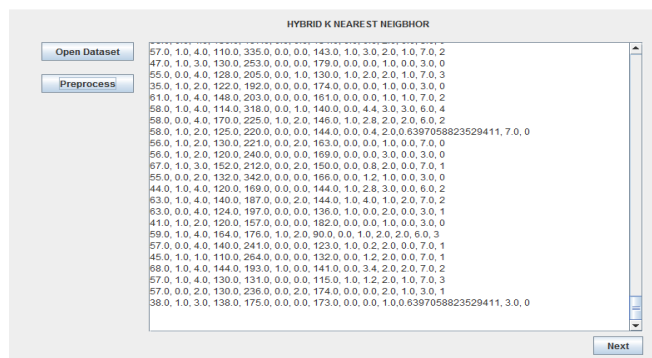 HYBRID K NEAREST NEIGBHOR
Open Dataset
Preprocess
57.0, 1.0, 4.0, 110.0, 335.0, 0.0, 0.0, 143.0, 1.0, 3.0, 2.0, 1.0, 7.0, 2
47.0, 1.0, 3.0, 130.0, 253.0, 0.0, 0.0, 179.0, 0.0, 0.0, 1.0, 0.0, 3.0, 0
55.0, 0.0, 4.0, 128.0, 205.0, 0.0, 1.0, 130.0, 1.0, 2.0, 2.0, 1.0, 7.0, 3
35.0, 1.0, 2.0, 122.0, 192.0, 0.0, 0.0, 174.0, 0.0, 0.0, 1.0, 0.0, 3.0, 0
61.0, 1.0, 4.0, 148.0, 203.0, 0.0, 0.0, 161.0, 0.0, 0.0, 1.0, 1.0, 7.0, 2
58.0, 1.0, 4.0, 114.0, 318.0, 0.0, 1.0, 140.0, 0.0, 4.4, 3.0, 3.0, 6.0, 4
58.0, 0.0, 4.0, 170.0, 225.0, 1.0, 2.0, 146.0, 1.0, 2.8, 2.0, 2.0, 6.0, 2
58.0, 1.0, 2.0, 125.0, 220.0, 0.0, 0.0, 144.0, 0.0, 0.4, 2.0,0.6397058823529411, 7.0, 0
56.0, 1.0, 2.0, 130.0, 221.0, 0.0, 2.0, 163.0, 0.0, 0.0, 1.0, 0.0, 7.0, 0
56.0, 1.0, 2.0, 120.0, 240.0, 0.0, 0.0, 169.0, 0.0, 0.0, 3.0, 0.0, 3.0, 0
67.0, 1.0, 3.0, 152.0, 212.0, 0.0, 2.0, 150.0, 0.0, 0.8, 2.0, 0.0, 7.0, 1
55.0, 0.0, 2.0, 132.0, 342.0, 0.0, 0.0, 166.0, 0.0, 1.2, 1.0, 0.0, 3.0, 0
44.0, 1.0, 4.0, 120.0, 169.0, 0.0, 0.0, 144.0, 1.0, 2.8, 3.0, 0.0, 6.0, 2
63.0, 1.0, 4.0, 140.0, 187.0, 0.0, 2.0, 144.0, 1.0, 4.0, 1.0, 2.0, 7.0, 2
63.0, 0.0, 4.0, 124.0, 197.0, 0.0, 0.0, 136.0, 1.0, 0.0, 2.0, 0.0, 3.0, 1
41.0, 1.0, 2.0, 120.0, 157.0, 0.0, 0.0, 182.0, 0.0, 0.0, 1.0, 0.0, 3.0, 0
59.0, 1.0, 4.0, 164.0, 176.0, 1.0, 2.0, 90.0, 0.0, 1.0, 2.0, 2.0, 6.0, 3
57.0, 0.0, 4.0, 140.0, 241.0, 0.0, 0.0, 123.0, 1.0, 0.2, 2.0, 0.0, 7.0, 1
45.0, 1.0, 1.0, 110.0, 264.0, 0.0, 0.0, 132.0, 0.0, 1.2, 2.0, 0.0, 7.0, 1
68.0, 1.0, 4.0, 144.0, 193.0, 1.0, 0.0, 141.0, 0.0, 3.4, 2.0, 2.0, 7.0, 2
57.0, 1.0, 4.0, 130.0, 131.0, 0.0, 0.0, 115.0, 1.0, 1.2, 2.0, 1.0, 7.0, 3
57.0, 0.0, 2.0, 130.0, 236.0, 0.0, 2.0, 174.0, 0.0, 0.0, 2.0, 1.0, 3.0, 1
38.0, 1.0, 3.0, 138.0, 175.0, 0.0, 0.0, 173.0, 0.0, 0.0, 1.0,0.6397058823529411, 3.0, 0
Next